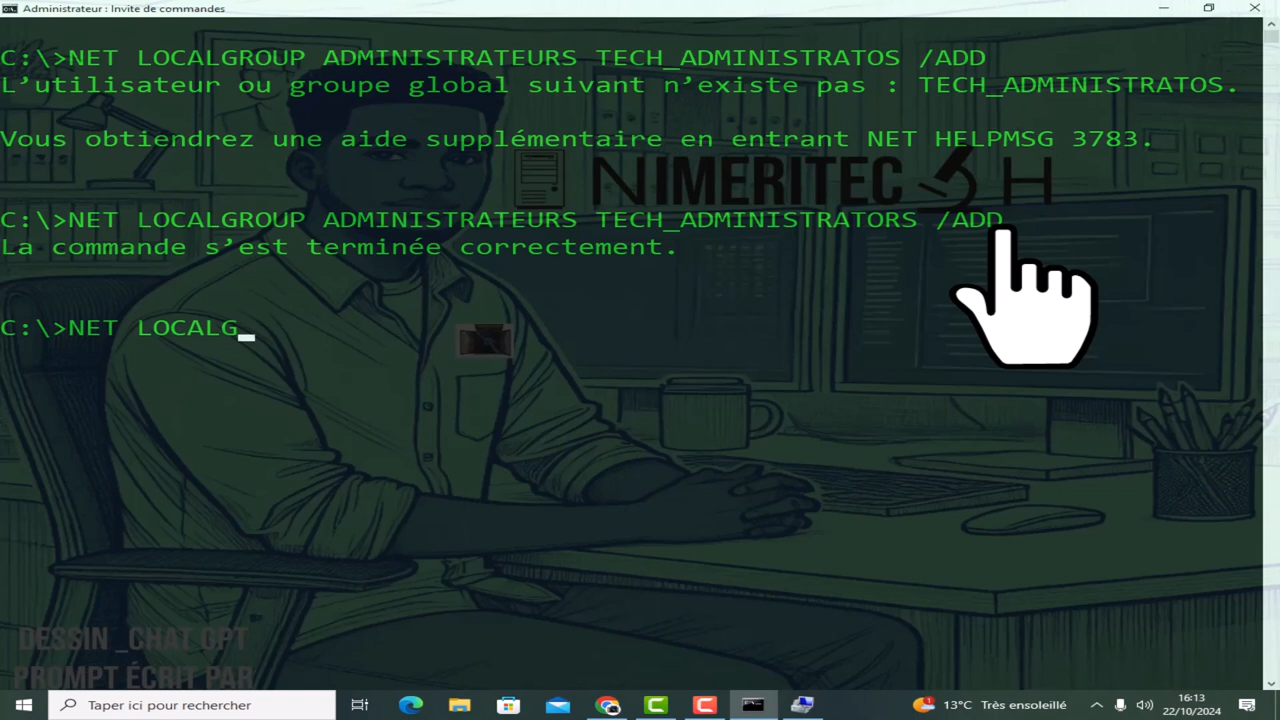 Administrateur : Invite de commandes
C:\>NET LOCALGROUP ADMINISTRATEURS TECH_ADMINISTRATOS /ADD
L'utilisateur ou groupe global suivant n'existe pas : TECH_ADMINISTRATOS.
Vous obtiendrez une aide supplémentaire en entrant NET HELPMSG 3783.
NIMERITEC H
C:\>NET LOCALGROUP ADMINISTRATEURS TECH_ADMINISTRATORS /ADD
La commande s'est terminée correctement.
C:\>NET LOCALG_
DESSIN _CHAT GPT
PROMPT ÉCRIT PAR
Taper ici pour rechercher
13°C Très ensoleillé
16:13
22/10/2024